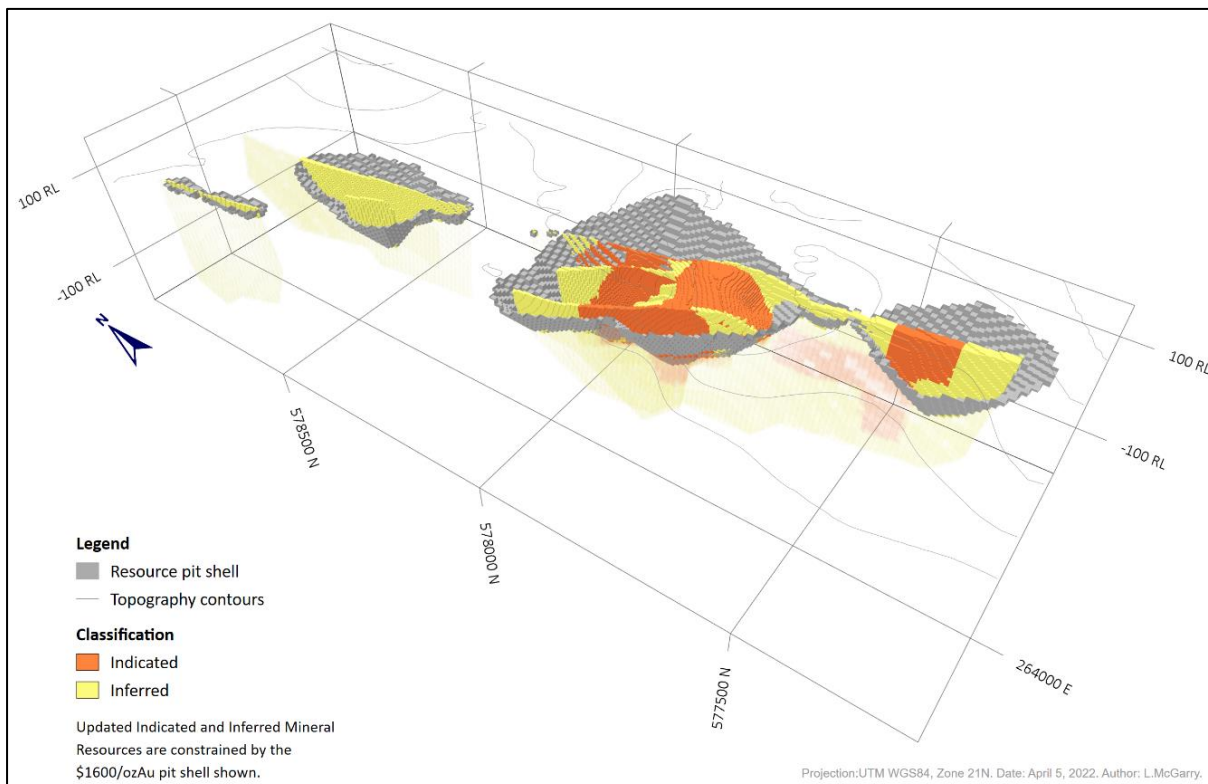 100 RL
-100 RL
N
100 RL
-100 RL
578500 N
578000 N
577500 N
264000 E
Legend
Resource pit shell
Topography contours
Classification
Indicated
Inferred
Updated Indicated and Inferred Mineral
Resources are constrained by the
$1600/ozAu pit shell shown.
Projection:UTM WGS84, Zone 21N. Date: April 5, 2022. Author: L.McGarry.